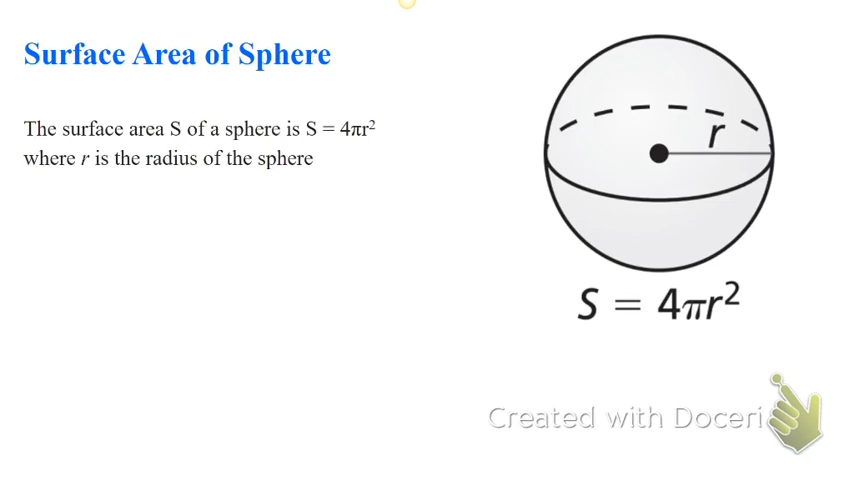 Surface Area of Sphere
The surface area S of a sphere is S = 4πr²
where r is the radius of the sphere
r
S = 4πr²
Created with Doceri